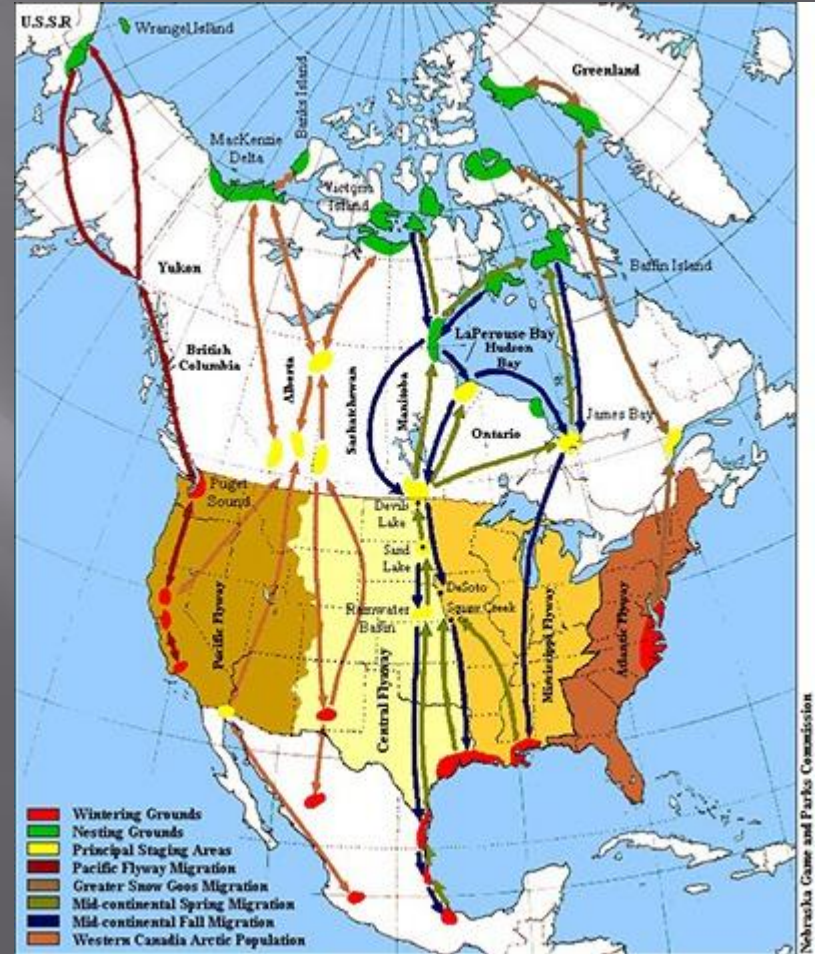 U.S.S.R
Wrangel Island
Greenland
Banks Island
MacKenzie
Delta
Victoria
Island
Yukon
Baffin Island
British
Columbia
Alberta
Saskatchewan
Manitoba
LaPerouse Bay
Hudson
Bay
Ontario
James Bay
Puget
Sound
Devils
Lake
Sand
Lake
DeSoto
Squaw Creek
Rainwater
Basin
Pacific Flyway
Central Flyway
Mississippi Flyway
Atlantic Flyway
Wintering Grounds
Nesting Grounds
Principal Staging Areas
Pacific Flyway Migration
Greater Snow Goos Migration
Mid-continental Spring Migration
Mid-continental Fall Migration
Western Canadia Arctic Population
Nebraska Game and Parks Commission